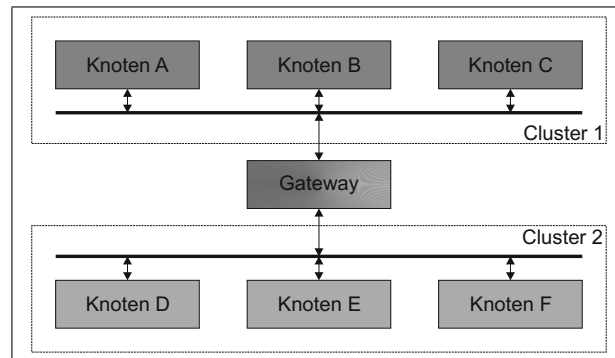 Knoten A
Knoten B
Knoten C
Cluster 1
Gateway
Cluster 2
Knoten D
Knoten E
Knoten F